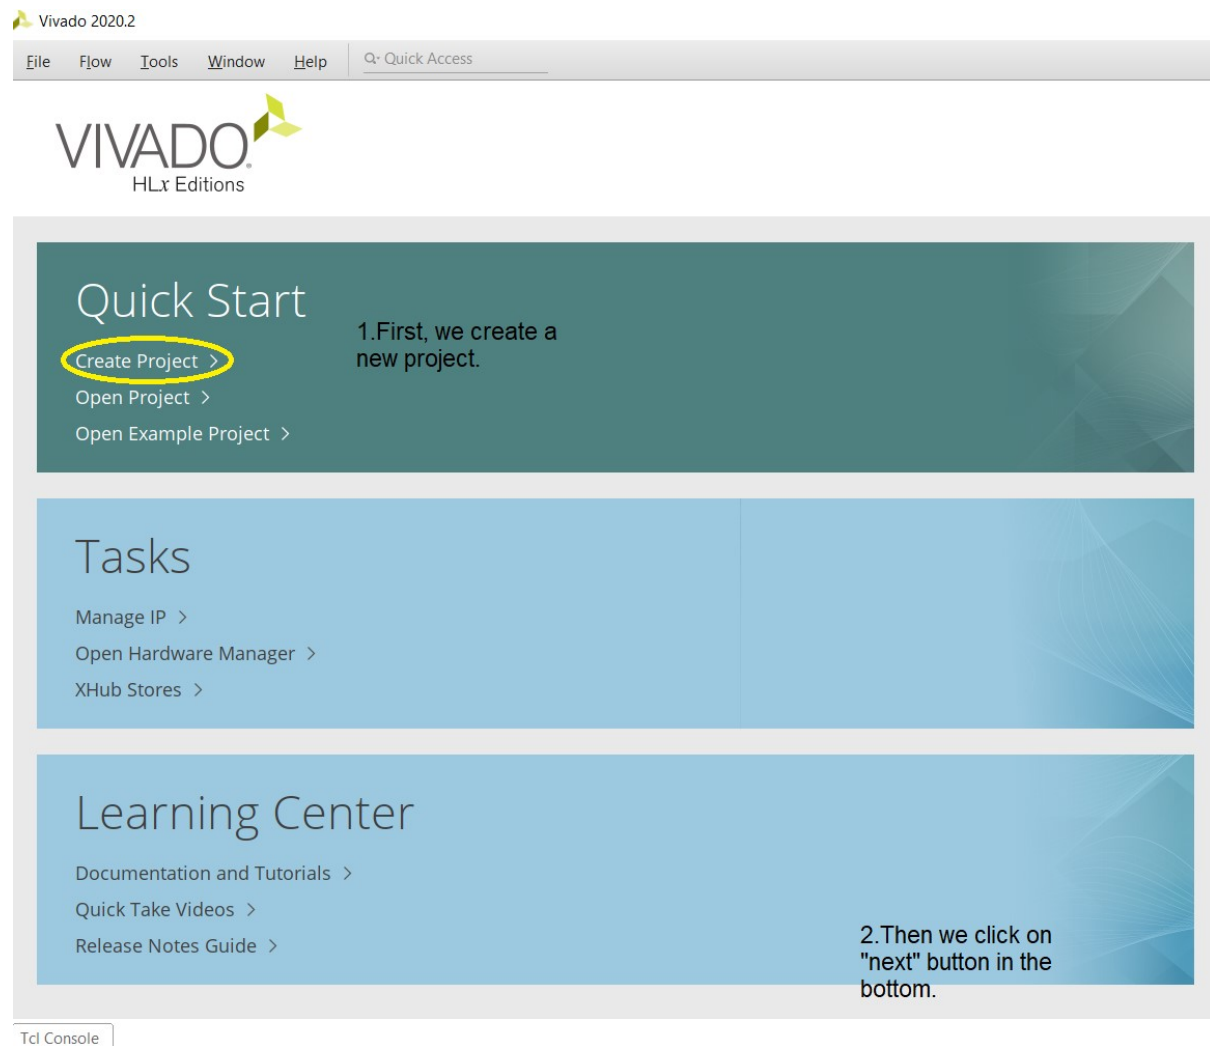 Vivado 2020.2
File Flow Tools Window Help Quick Access
VIVADO.
HLx Editions
Quick Start
1.First, we create a
new project.
Create Project >
Open Project >
Open Example Project >
Tasks
Manage IP >
Open Hardware Manager >
XHub Stores >
Learning Center
Documentation and Tutorials >
Quick Take Videos >
Release Notes Guide >
2.Then we click on
"next" button in the
bottom.
Tcl Console